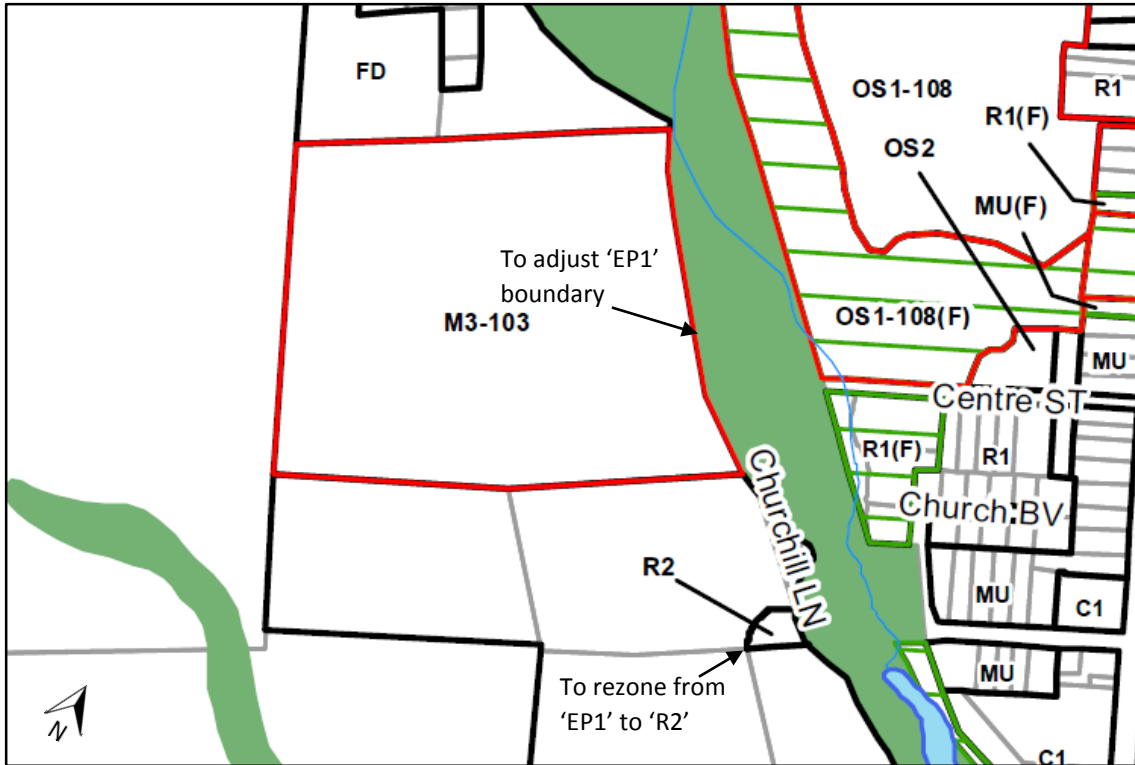 FD
OS1-108
R1
R1(F)
OS2
MU(F)
To adjust ‘EP1’
boundary
M3-103
OS1-108(F)
MU
Centre ST
R1(F)
R1
Church BV
Churchill LN
R2
MU
C1
MU
To rezone from
‘EP1’ to ‘R2’
C1
N